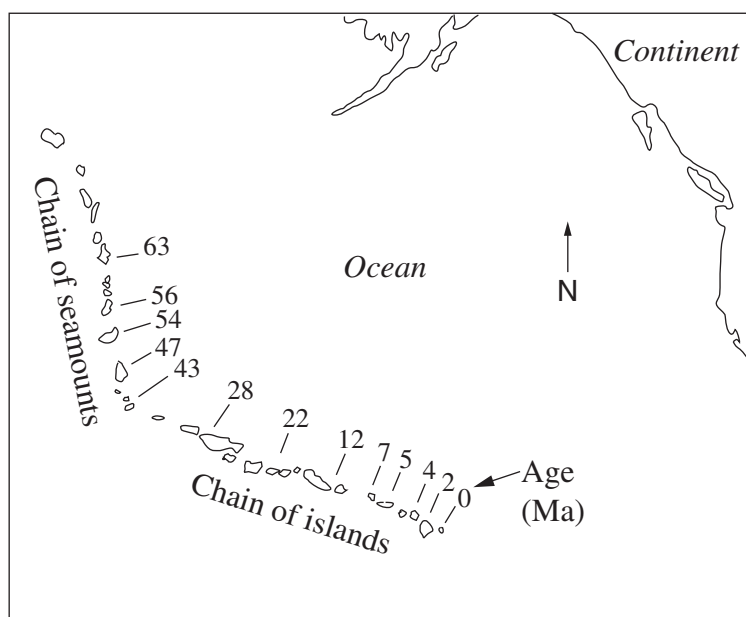 Continent
Chain of seamounts
63
Ocean
N
56
54
47
43
28
22
12
7
5
4
2
0
Age
(Ma)
Chain of islands